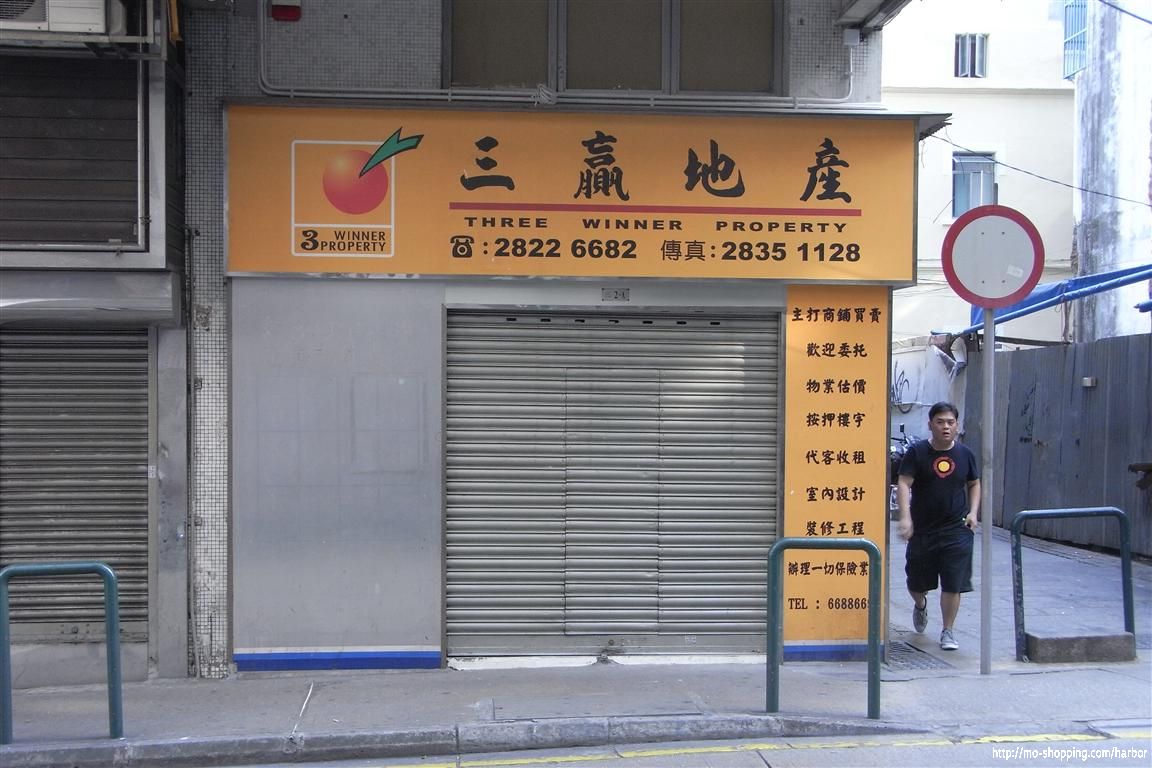 三贏地產
THREE WINNER PROPERTY
☎:2822 6682 傳真:2835 1128
3 WINNER
PROPERTY
2-1
主打商鋪買賣
歡迎委托
物業估價
按押樓宇
代客收租
室內設計
裝修工程
辦理一切保險業
TEL : 668866
http://mo-shopping.com/harbor